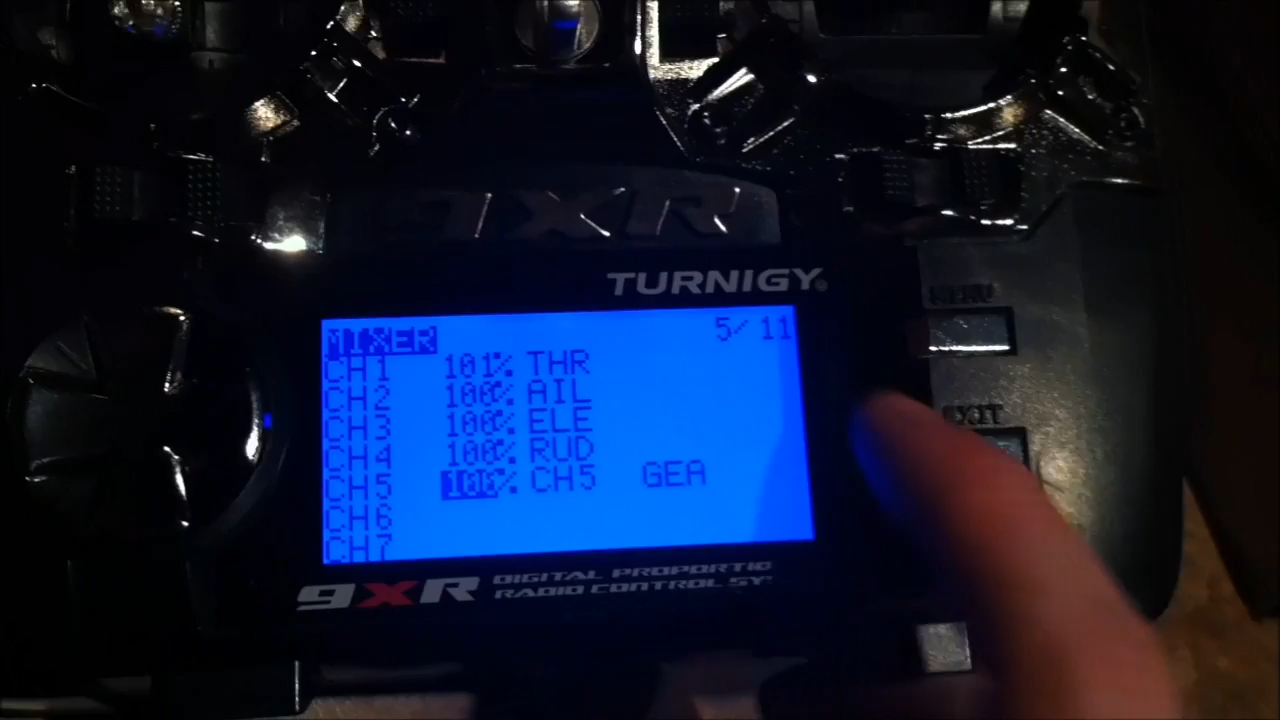 9XR
TURNIGY
MENU
MIXER 5/11
CH1 101% THR
CH2 100% AIL
CH3 100% ELE
CH4 100% RUD
CH5 100% CH5 GEA
CH6
CH7
EXIT
9XR DIGITAL PROPORTIO
RADIO CONTROL SY